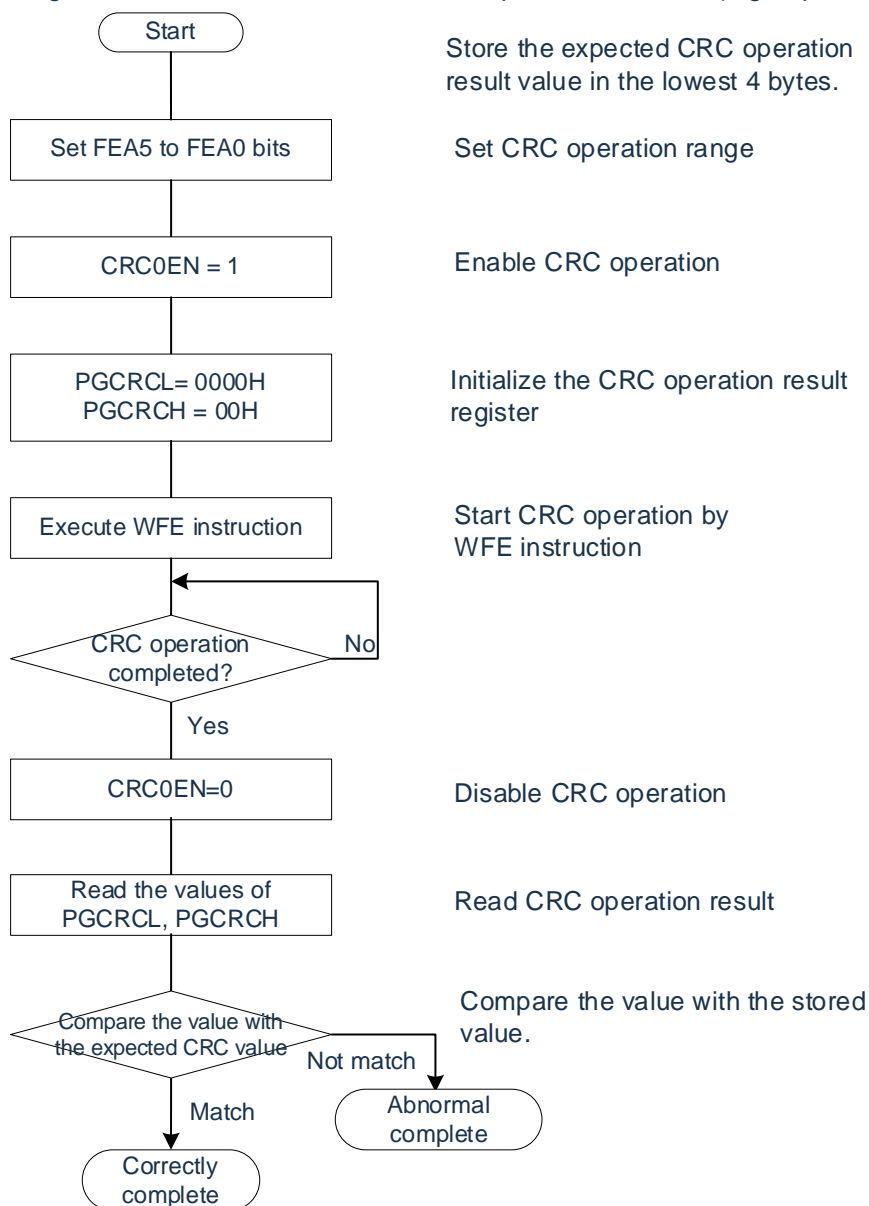 Start
Store the expected CRC operation
result value in the lowest 4 bytes.
Set FEA5 to FEA0 bits
Set CRC operation range
CRC0EN = 1
Enable CRC operation
PGCRCL= 0000H
PGCRCH = 00H
Initialize the CRC operation result
register
Execute WFE instruction
Start CRC operation by
WFE instruction
CRC operation
completed?
No
Yes
CRC0EN=0
Disable CRC operation
Read the values of
PGCRCL, PGCRCH
Read CRC operation result
Compare the value with
the expected CRC value
Compare the value with the stored
value.
Not match
Match
Abnormal
complete
Correctly
complete